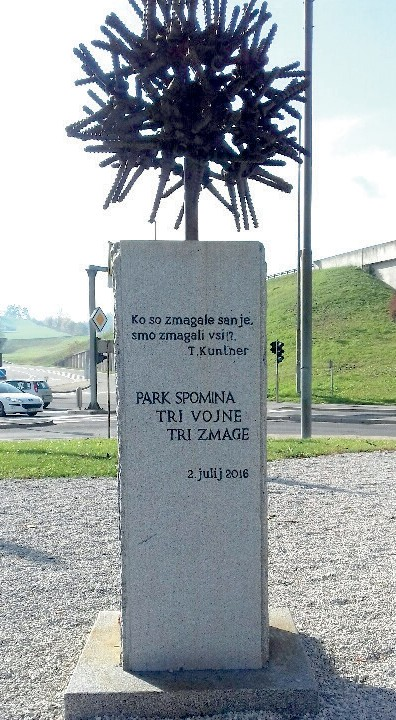 Ko so zmagale sanje,
smo zmagali vsi!?
T. Kuntner
PARK SPOMINA
TRI VOJNE
TRI ZMAGE
2. julij 2016